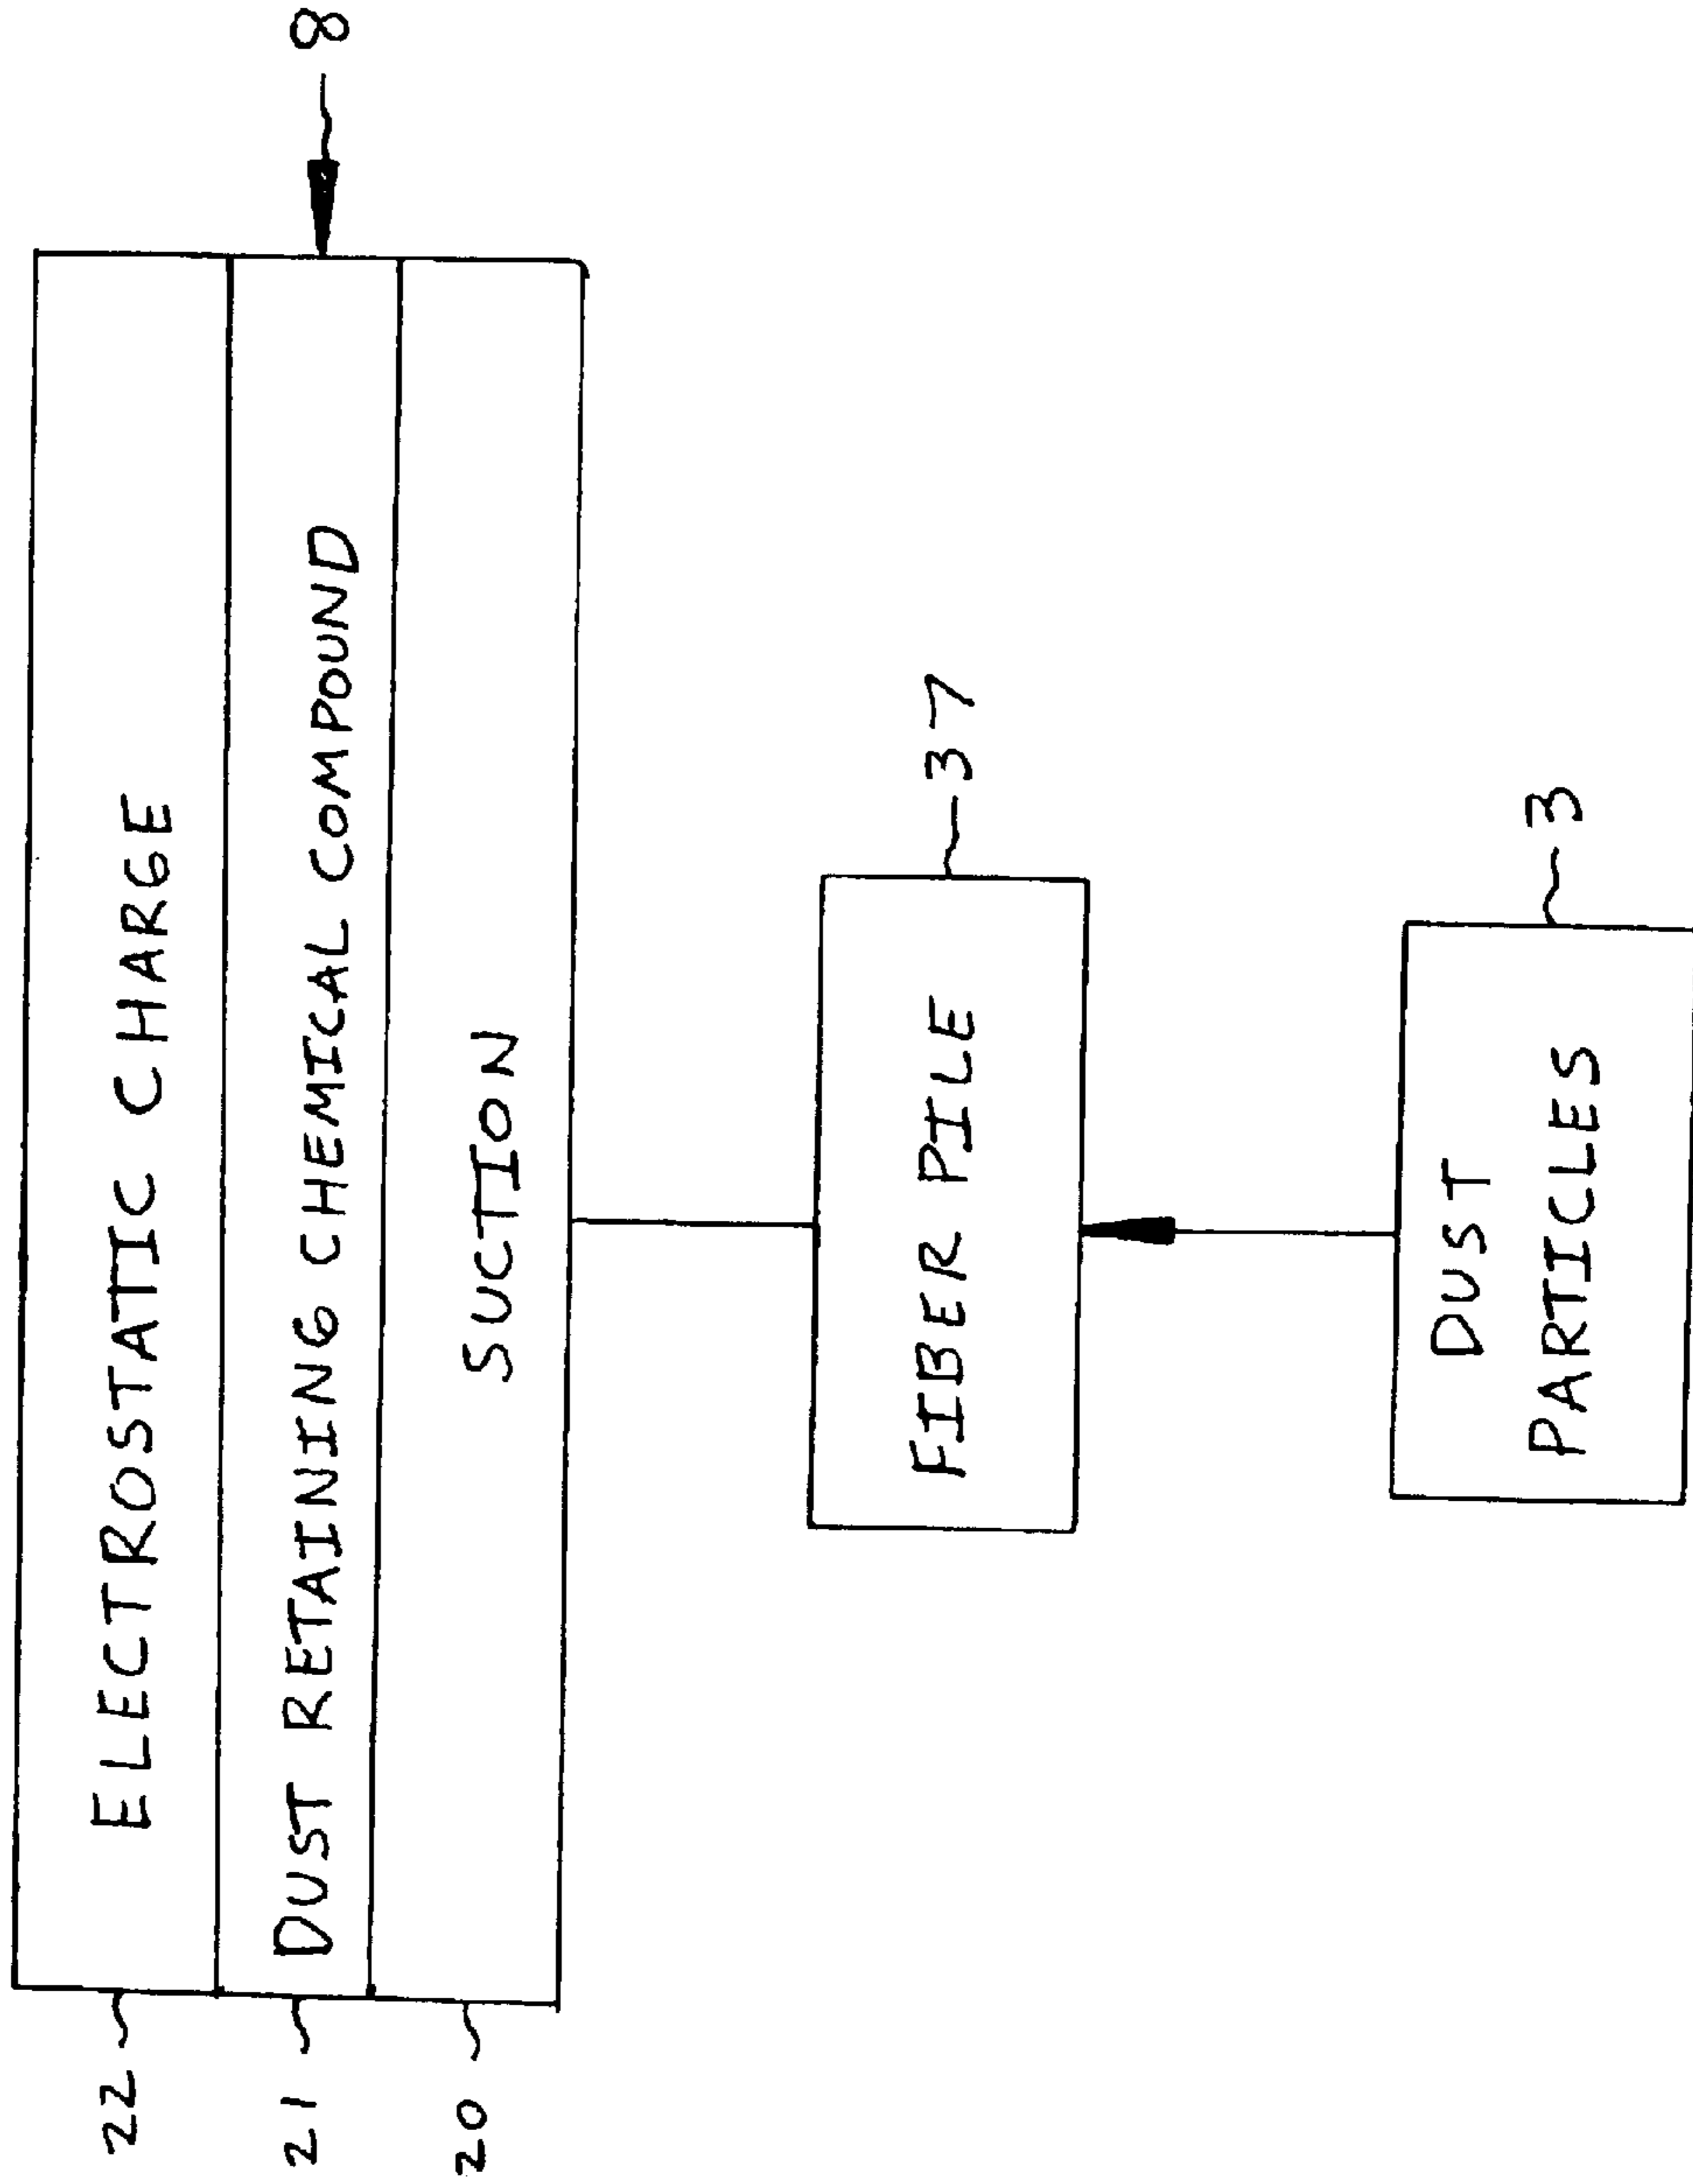 22 ELECTROSTATIC CHARGE
21 DUST RETAINING CHEMICAL COMPOUND 8
20 SUCTION
FIBER PILE 37
DUST
PARTICLES 3